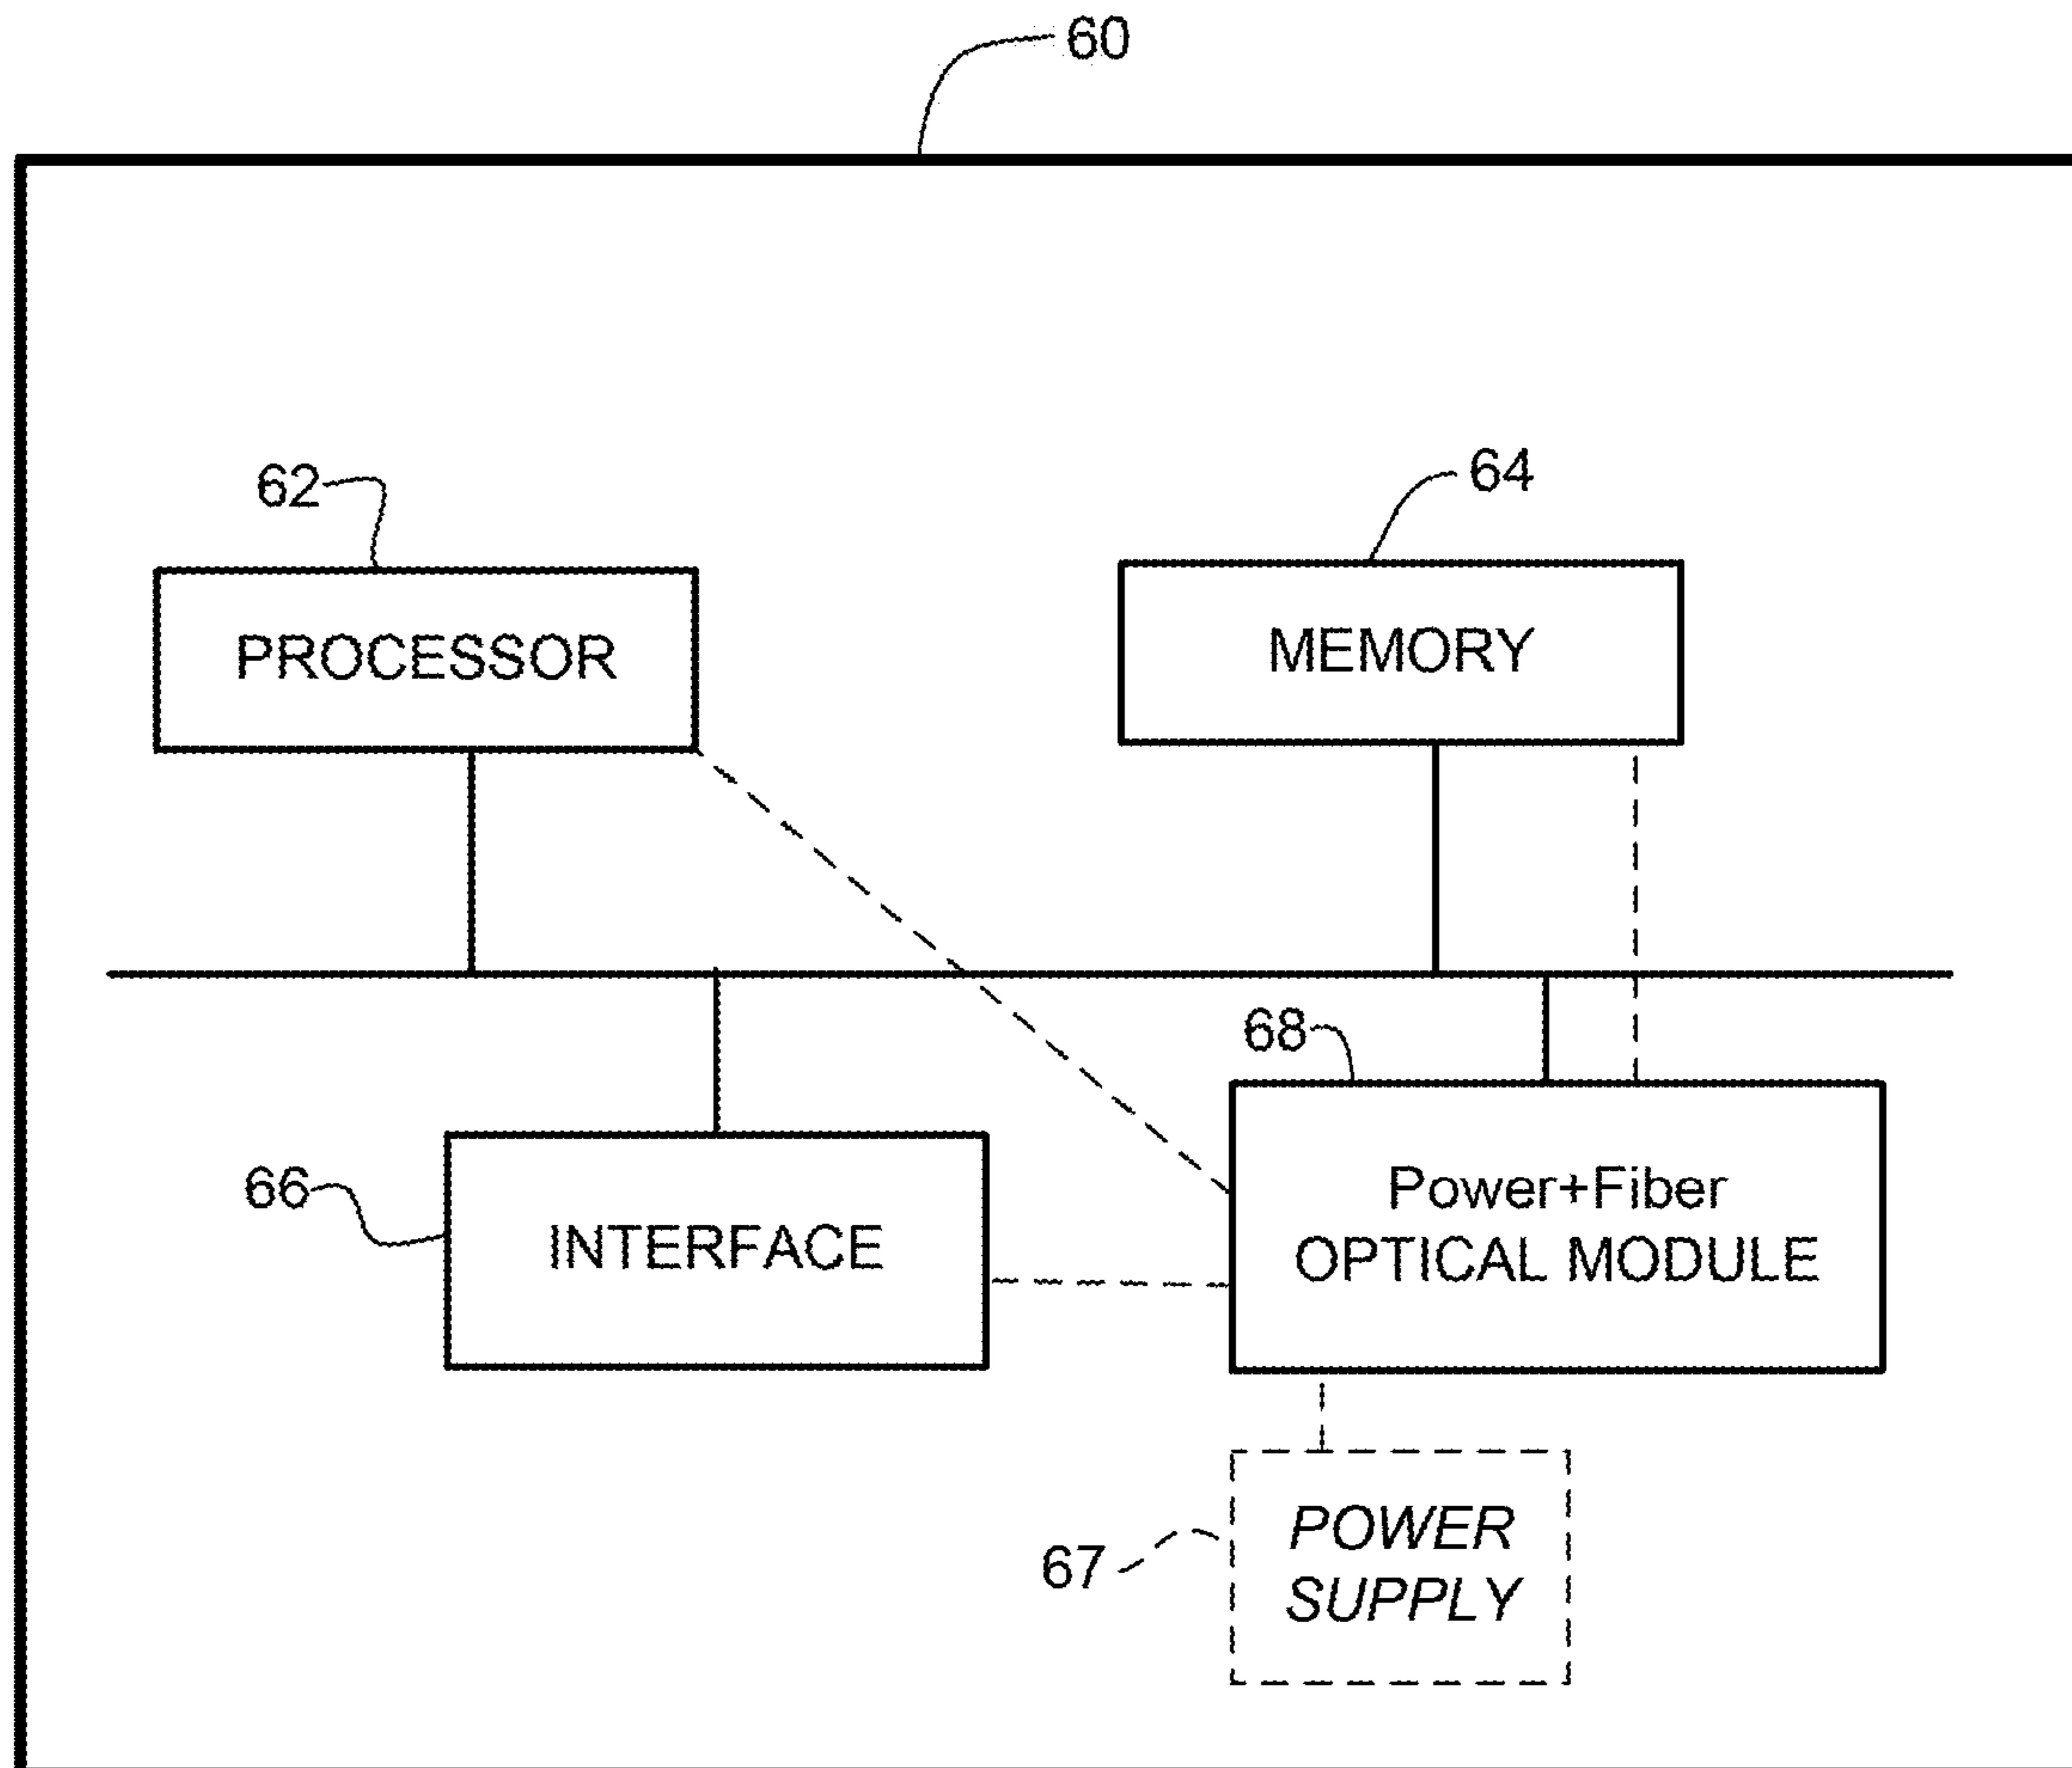 60
62
64
PROCESSOR
MEMORY
68
66
INTERFACE
Power+Fiber
OPTICAL MODULE
67
POWER
SUPPLY